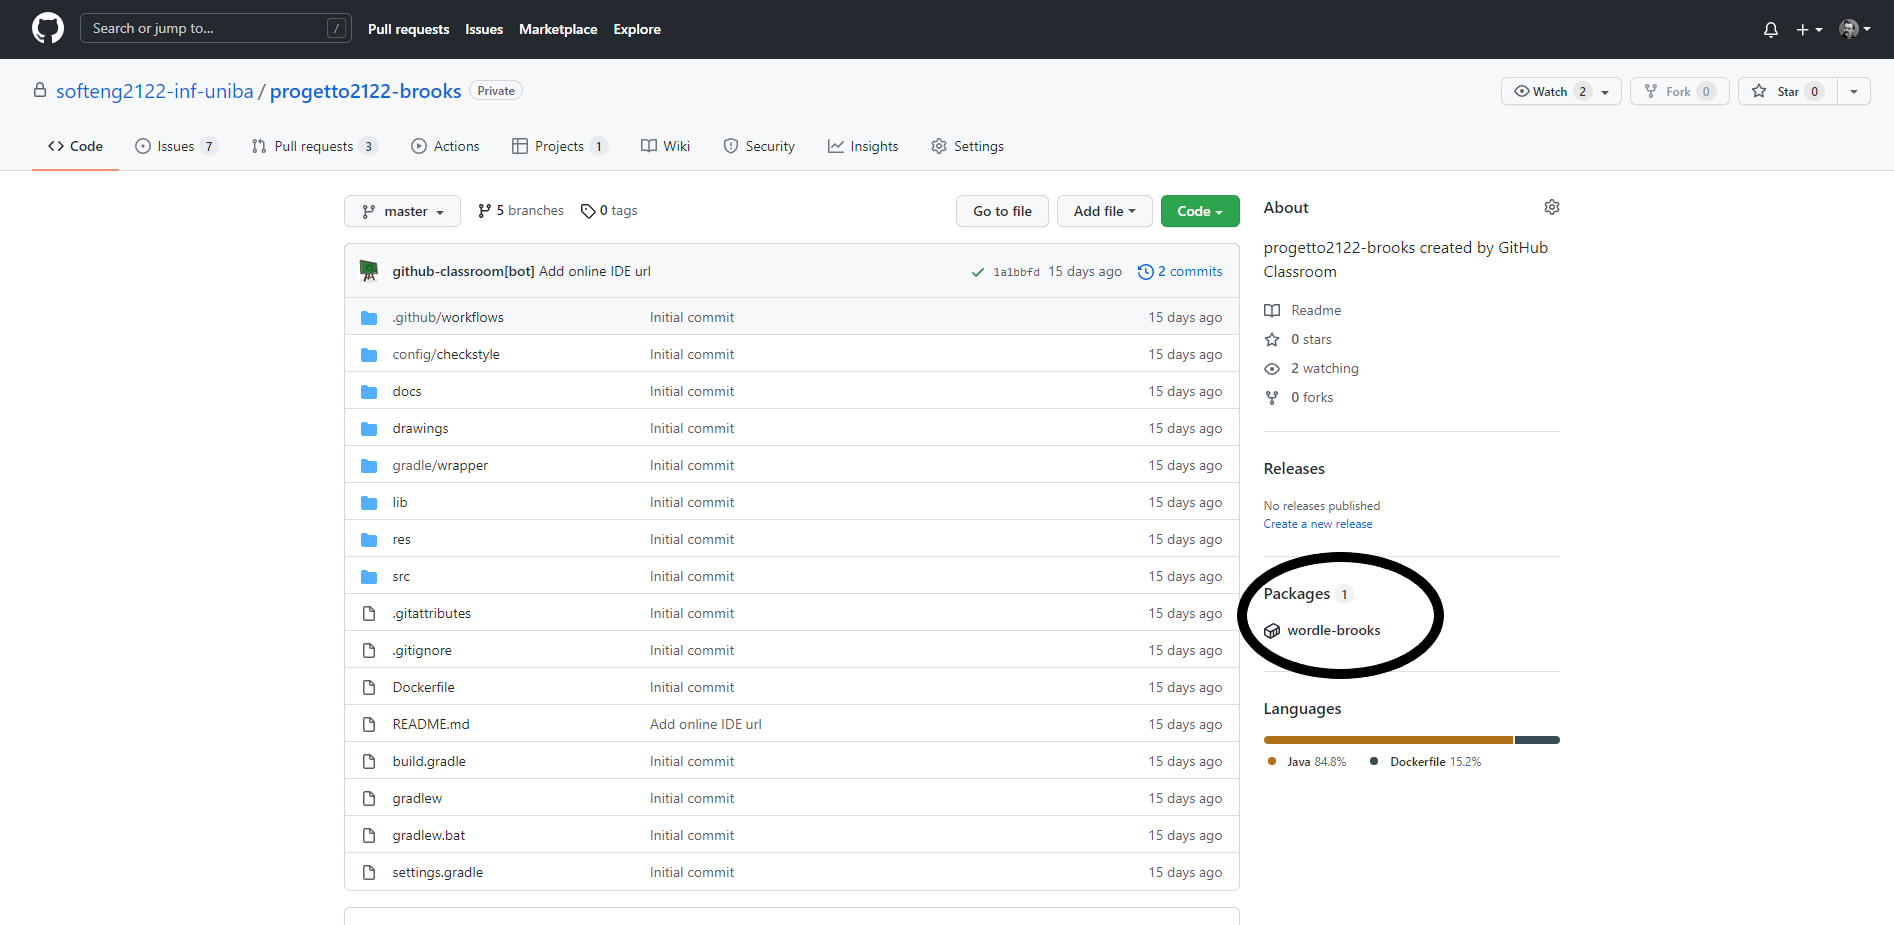 Search or jump to... / Pull requests Issues Marketplace Explore
softeng2122-inf-uniba / progetto2122-brooks Private Watch 2 Fork 0 Star 0
Code Issues 7 Pull requests 3 Actions Projects 1 Wiki Security Insights Settings
master 5 branches 0 tags Go to file Add file Code
github-classroom[bot] Add online IDE url 1a1bbfd 15 days ago 2 commits
.github/workflows Initial commit 15 days ago
config/checkstyle Initial commit 15 days ago
docs Initial commit 15 days ago
drawings Initial commit 15 days ago
gradle/wrapper Initial commit 15 days ago
lib Initial commit 15 days ago
res Initial commit 15 days ago
src Initial commit 15 days ago
.gitattributes Initial commit 15 days ago
.gitignore Initial commit 15 days ago
Dockerfile Initial commit 15 days ago
README.md Add online IDE url 15 days ago
build.gradle Initial commit 15 days ago
gradlew Initial commit 15 days ago
gradlew.bat Initial commit 15 days ago
settings.gradle Initial commit 15 days ago
About
progetto2122-brooks created by GitHub
Classroom
Readme
0 stars
2 watching
0 forks
Releases
No releases published
Create a new release
Packages 1
wordle-brooks
Languages
Java 84.8% Dockerfile 15.2%